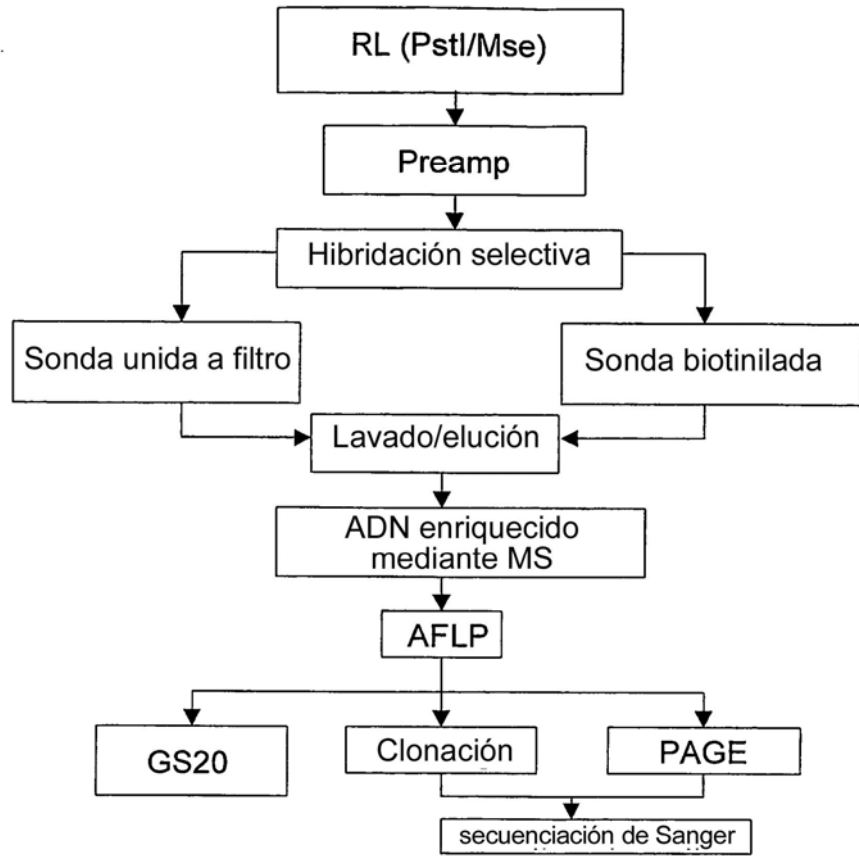 RL (PstI/Mse)
Preamp
Hibridación selectiva
Sonda unida a filtro
Sonda biotinilada
Lavado/elución
ADN enriquecido
mediante MS
AFLP
GS20
Clonación
PAGE
secuenciación de Sanger